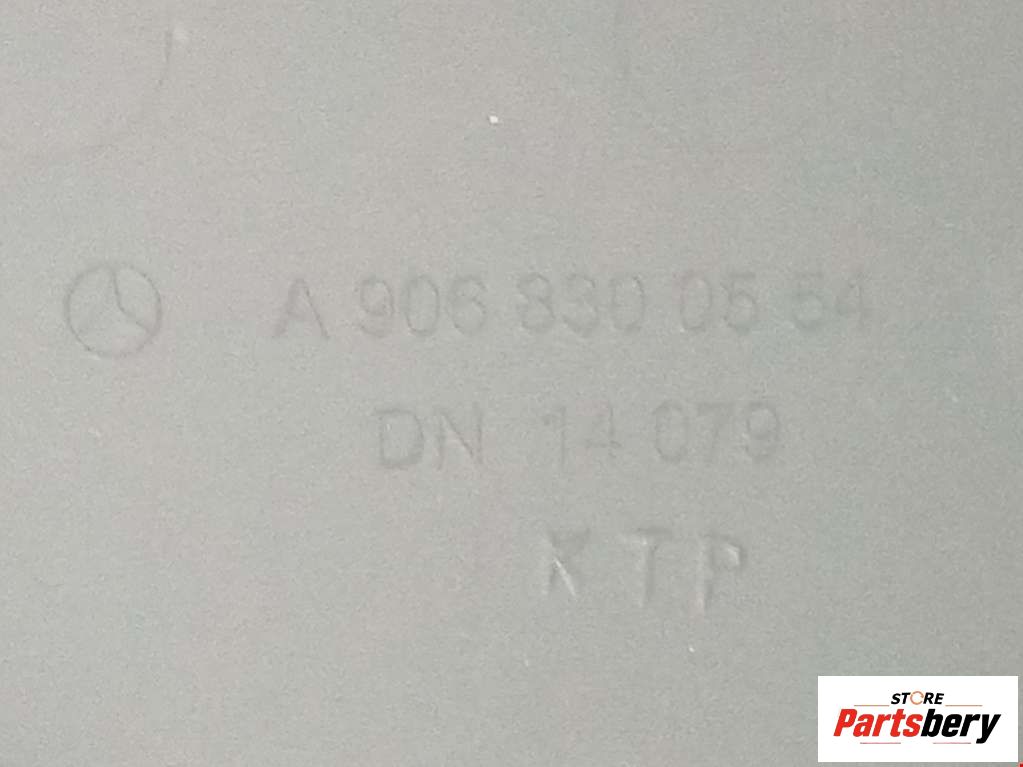 A 906 830 05 54
DN 14 079
KTP
STORE
Partsbery